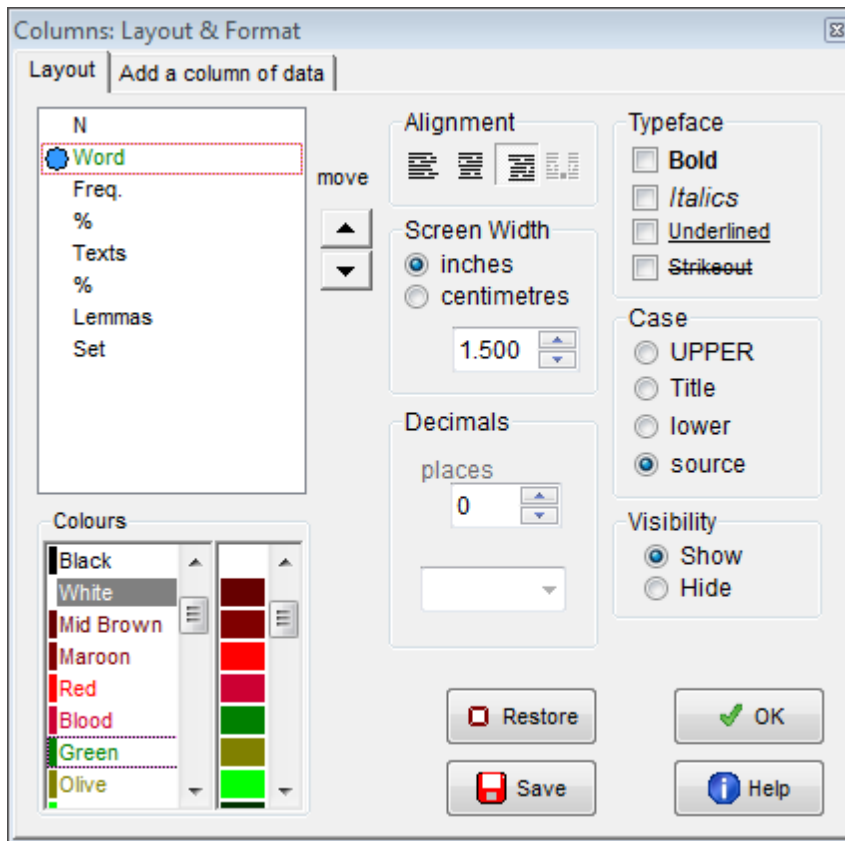 Columns: Layout & Format
Layout
Add a column of data
N
Word
Freq.
%
Texts
%
Lemmas
Set
move
Alignment
Screen Width
inches
centimetres
1.500
Decimals
places
0
Typeface
Bold
Italics
Underlined
Strikeout
Case
UPPER
Title
lower
source
Visibility
Show
Hide
Colours
Black
White
Mid Brown
Maroon
Red
Blood
Green
Olive
Restore
OK
Save
Help